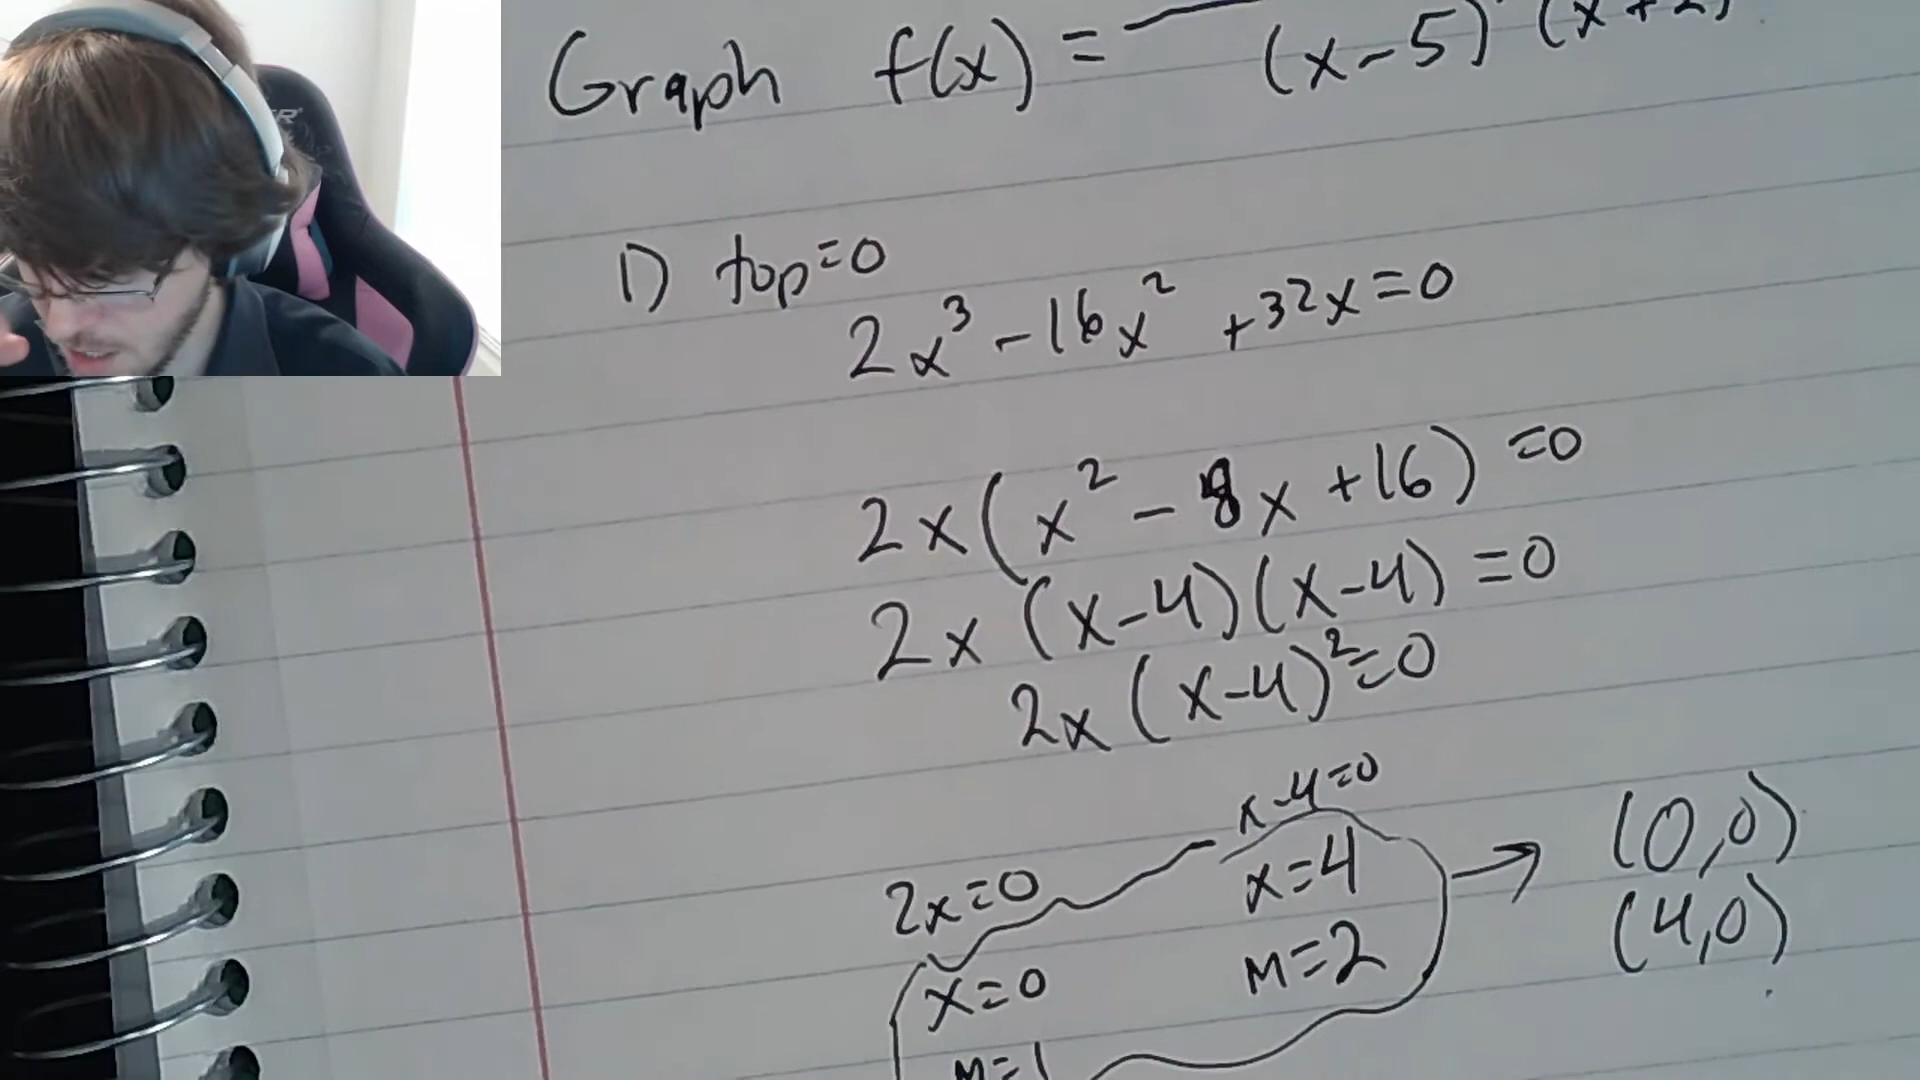 Graph f(x) = (x-5) (x+2)
1) top=0
2x³ -16x² +32x=0
2x(x² - 8x +16) =0
2x (x-4)(x-4) =0
2x (x-4)²=0
x-4=0
2x=0 x=4 → (0,0)
x=0 m=2 (4,0)
m=1